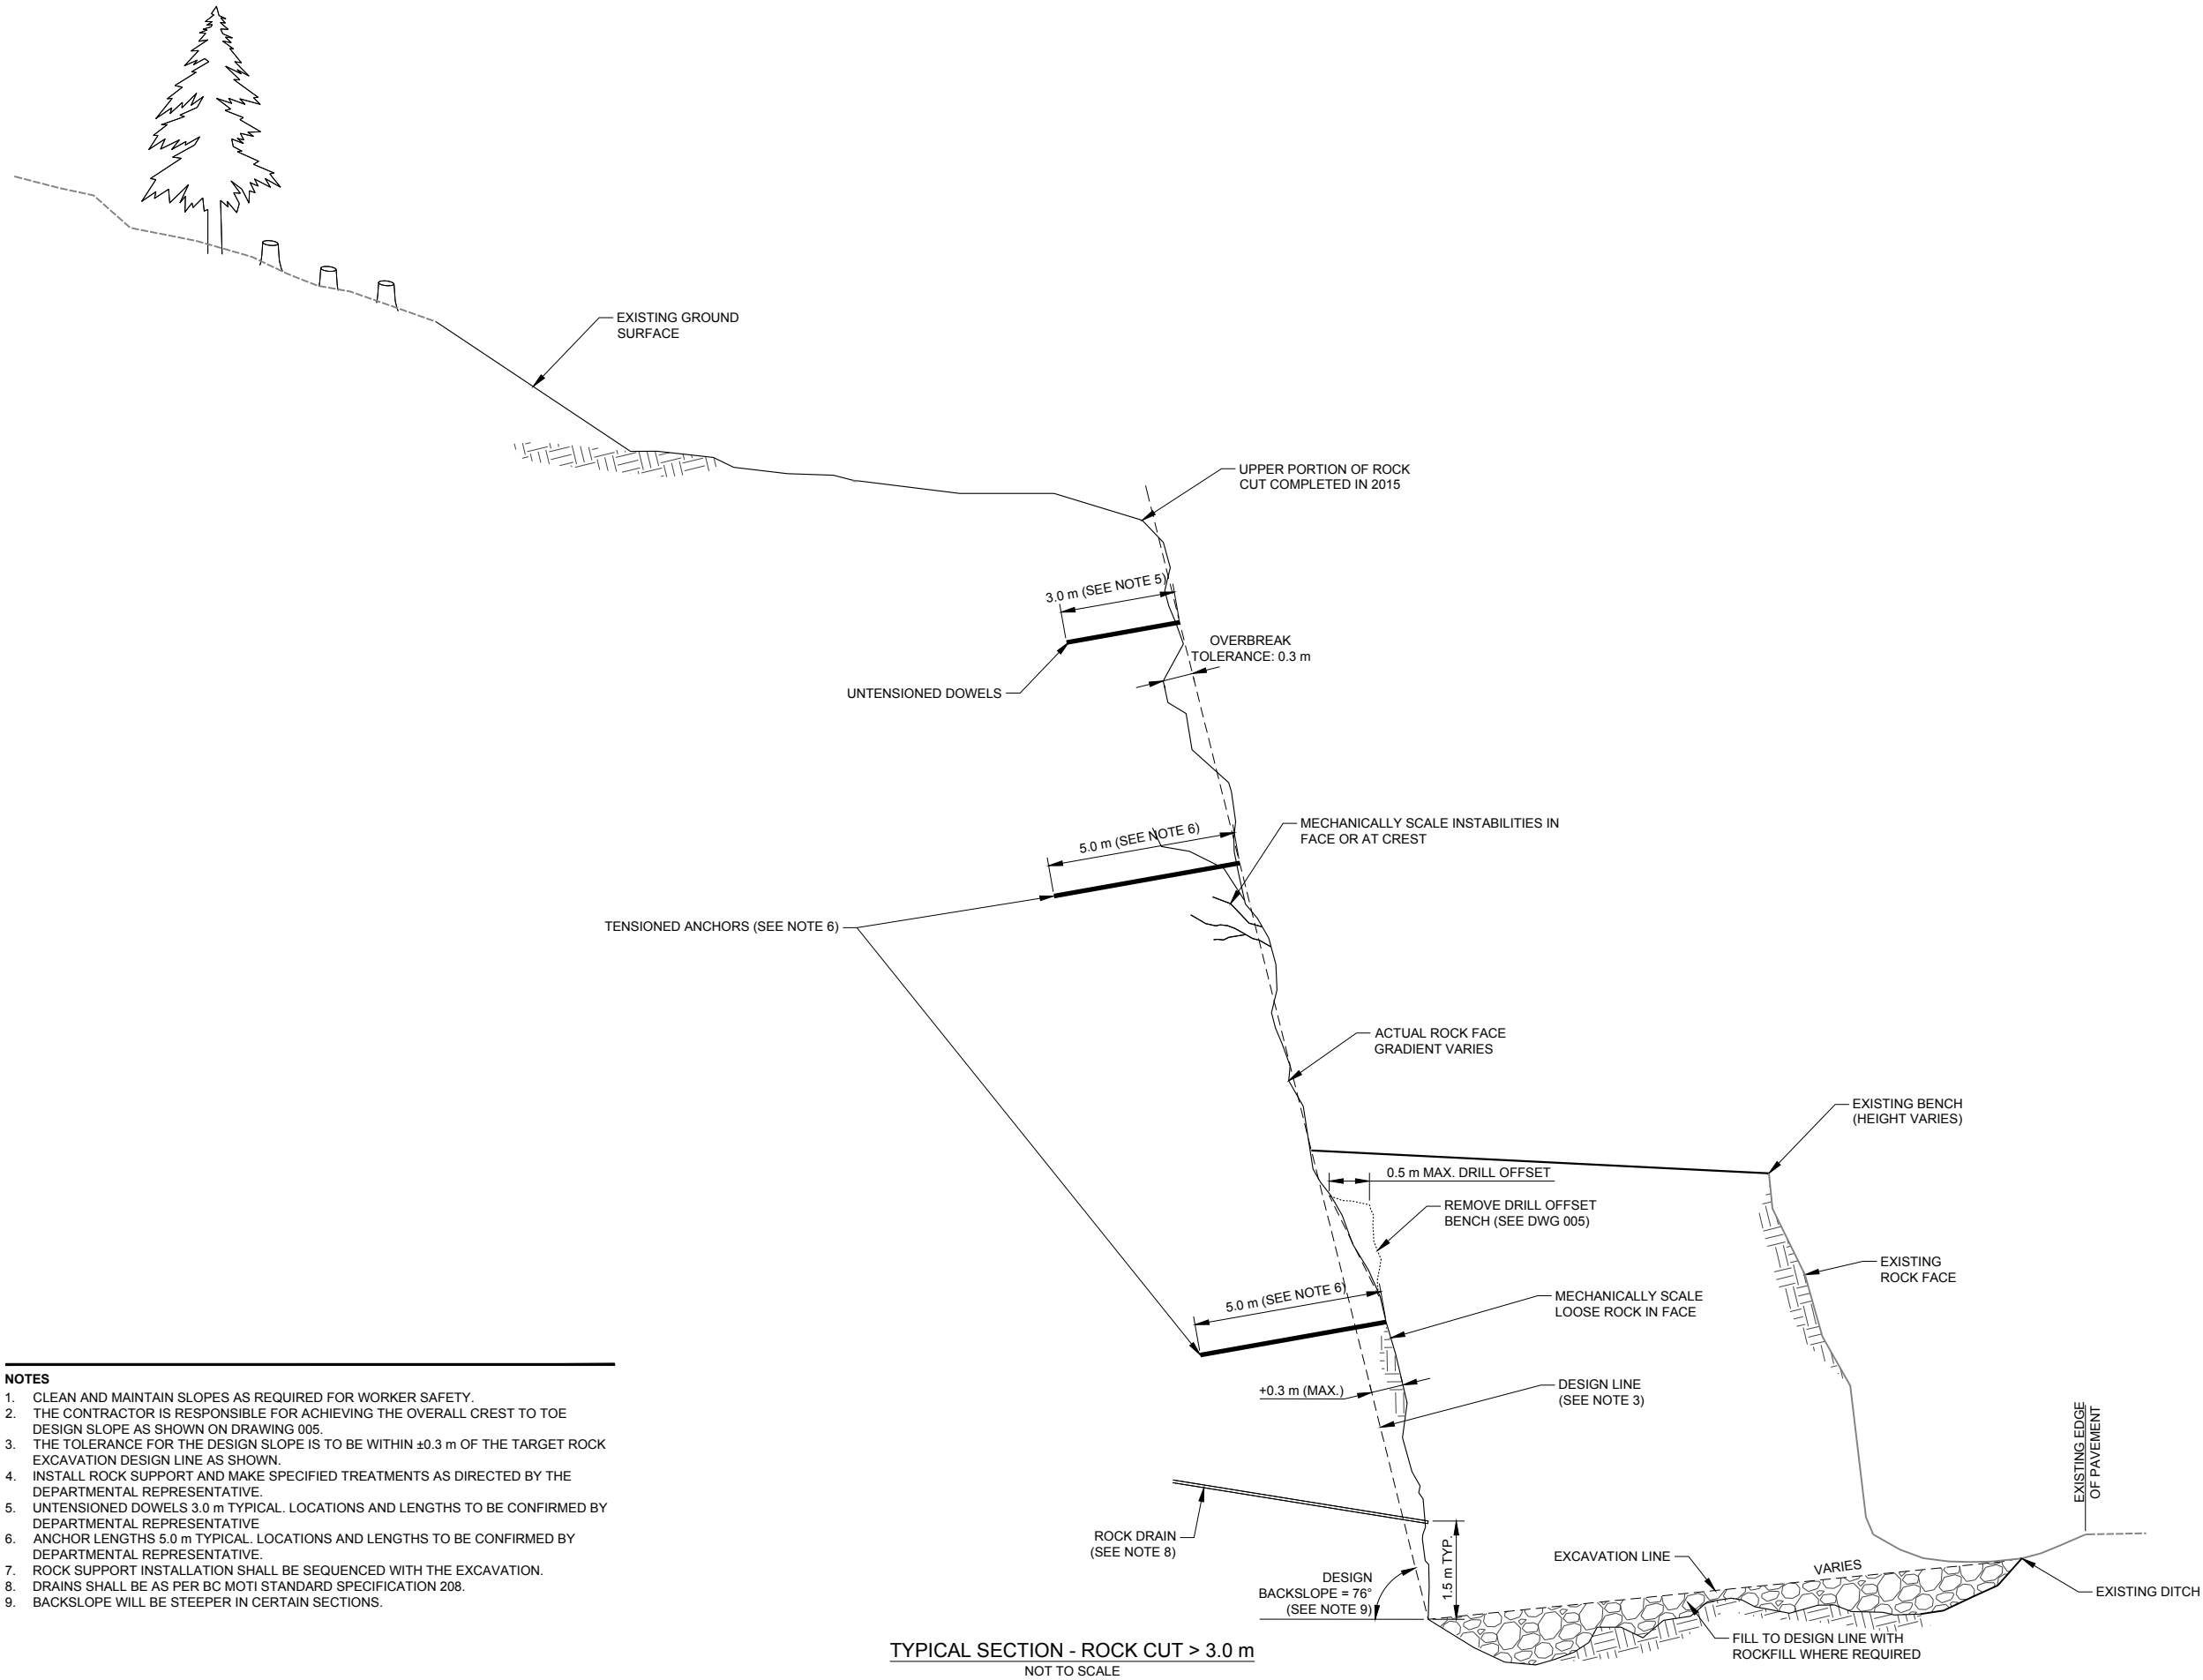 EXISTING GROUND
SURFACE
UPPER PORTION OF ROCK
CUT COMPLETED IN 2015
3.0 m (SEE NOTE 5)
OVERBREAK
TOLERANCE: 0.3 m
UNTENSIONED DOWELS
5.0 m (SEE NOTE 6)
MECHANICALLY SCALE INSTABILITIES IN
FACE OR AT CREST
TENSIONED ANCHORS (SEE NOTE 6)
ACTUAL ROCK FACE
GRADIENT VARIES
EXISTING BENCH
(HEIGHT VARIES)
0.5 m MAX. DRILL OFFSET
REMOVE DRILL OFFSET
BENCH (SEE DWG 005)
EXISTING
ROCK FACE
5.0 m (SEE NOTE 6)
MECHANICALLY SCALE
LOOSE ROCK IN FACE
+0.3 m (MAX.)
DESIGN LINE
(SEE NOTE 3)
EXISTING EDGE
OF PAVEMENT
ROCK DRAIN
(SEE NOTE 8)
1.5 m TYP.
EXCAVATION LINE
VARIES
DESIGN
BACKSLOPE = 76°
(SEE NOTE 9)
EXISTING DITCH
FILL TO DESIGN LINE WITH
ROCKFILL WHERE REQUIRED
NOTES
1. CLEAN AND MAINTAIN SLOPES AS REQUIRED FOR WORKER SAFETY.
2. THE CONTRACTOR IS RESPONSIBLE FOR ACHIEVING THE OVERALL CREST TO TOE
DESIGN SLOPE AS SHOWN ON DRAWING 005.
3. THE TOLERANCE FOR THE DESIGN SLOPE IS TO BE WITHIN ±0.3 m OF THE TARGET ROCK
EXCAVATION DESIGN LINE AS SHOWN.
4. INSTALL ROCK SUPPORT AND MAKE SPECIFIED TREATMENTS AS DIRECTED BY THE
DEPARTMENTAL REPRESENTATIVE.
5. UNTENSIONED DOWELS 3.0 m TYPICAL. LOCATIONS AND LENGTHS TO BE CONFIRMED BY
DEPARTMENTAL REPRESENTATIVE
6. ANCHOR LENGTHS 5.0 m TYPICAL. LOCATIONS AND LENGTHS TO BE CONFIRMED BY
DEPARTMENTAL REPRESENTATIVE.
7. ROCK SUPPORT INSTALLATION SHALL BE SEQUENCED WITH THE EXCAVATION.
8. DRAINS SHALL BE AS PER BC MOTI STANDARD SPECIFICATION 208.
9. BACKSLOPE WILL BE STEEPER IN CERTAIN SECTIONS.
TYPICAL SECTION - ROCK CUT > 3.0 m
NOT TO SCALE